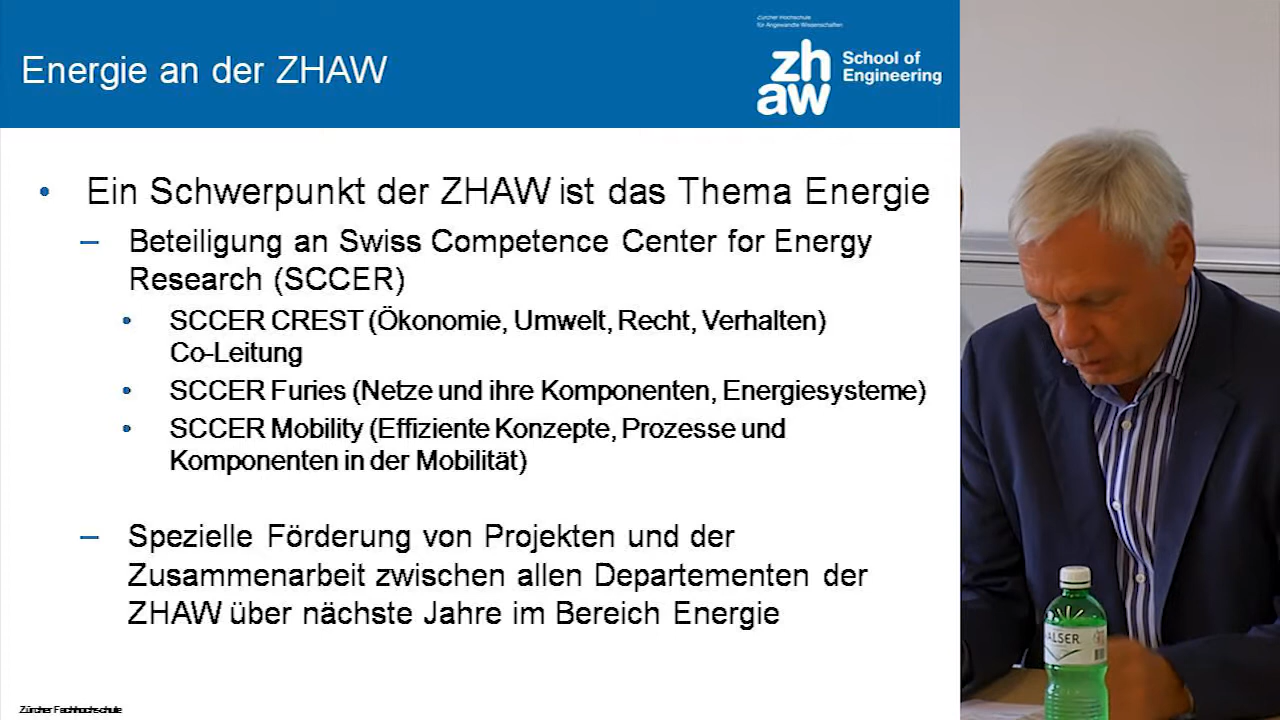 Zürcher Hochschule
für Angewandte Wissenschaften
Energie an der ZHAW
zh
aw
School of
Engineering
• Ein Schwerpunkt der ZHAW ist das Thema Energie
– Beteiligung an Swiss Competence Center for Energy
Research (SCCER)
• SCCER CREST (Ökonomie, Umwelt, Recht, Verhalten)
Co-Leitung
• SCCER Furies (Netze und ihre Komponenten, Energiesysteme)
• SCCER Mobility (Effiziente Konzepte, Prozesse und
Komponenten in der Mobilität)
– Spezielle Förderung von Projekten und der
Zusammenarbeit zwischen allen Departementen der
ZHAW über nächste Jahre im Bereich Energie
Zürcher Fachhochschule
ALSER